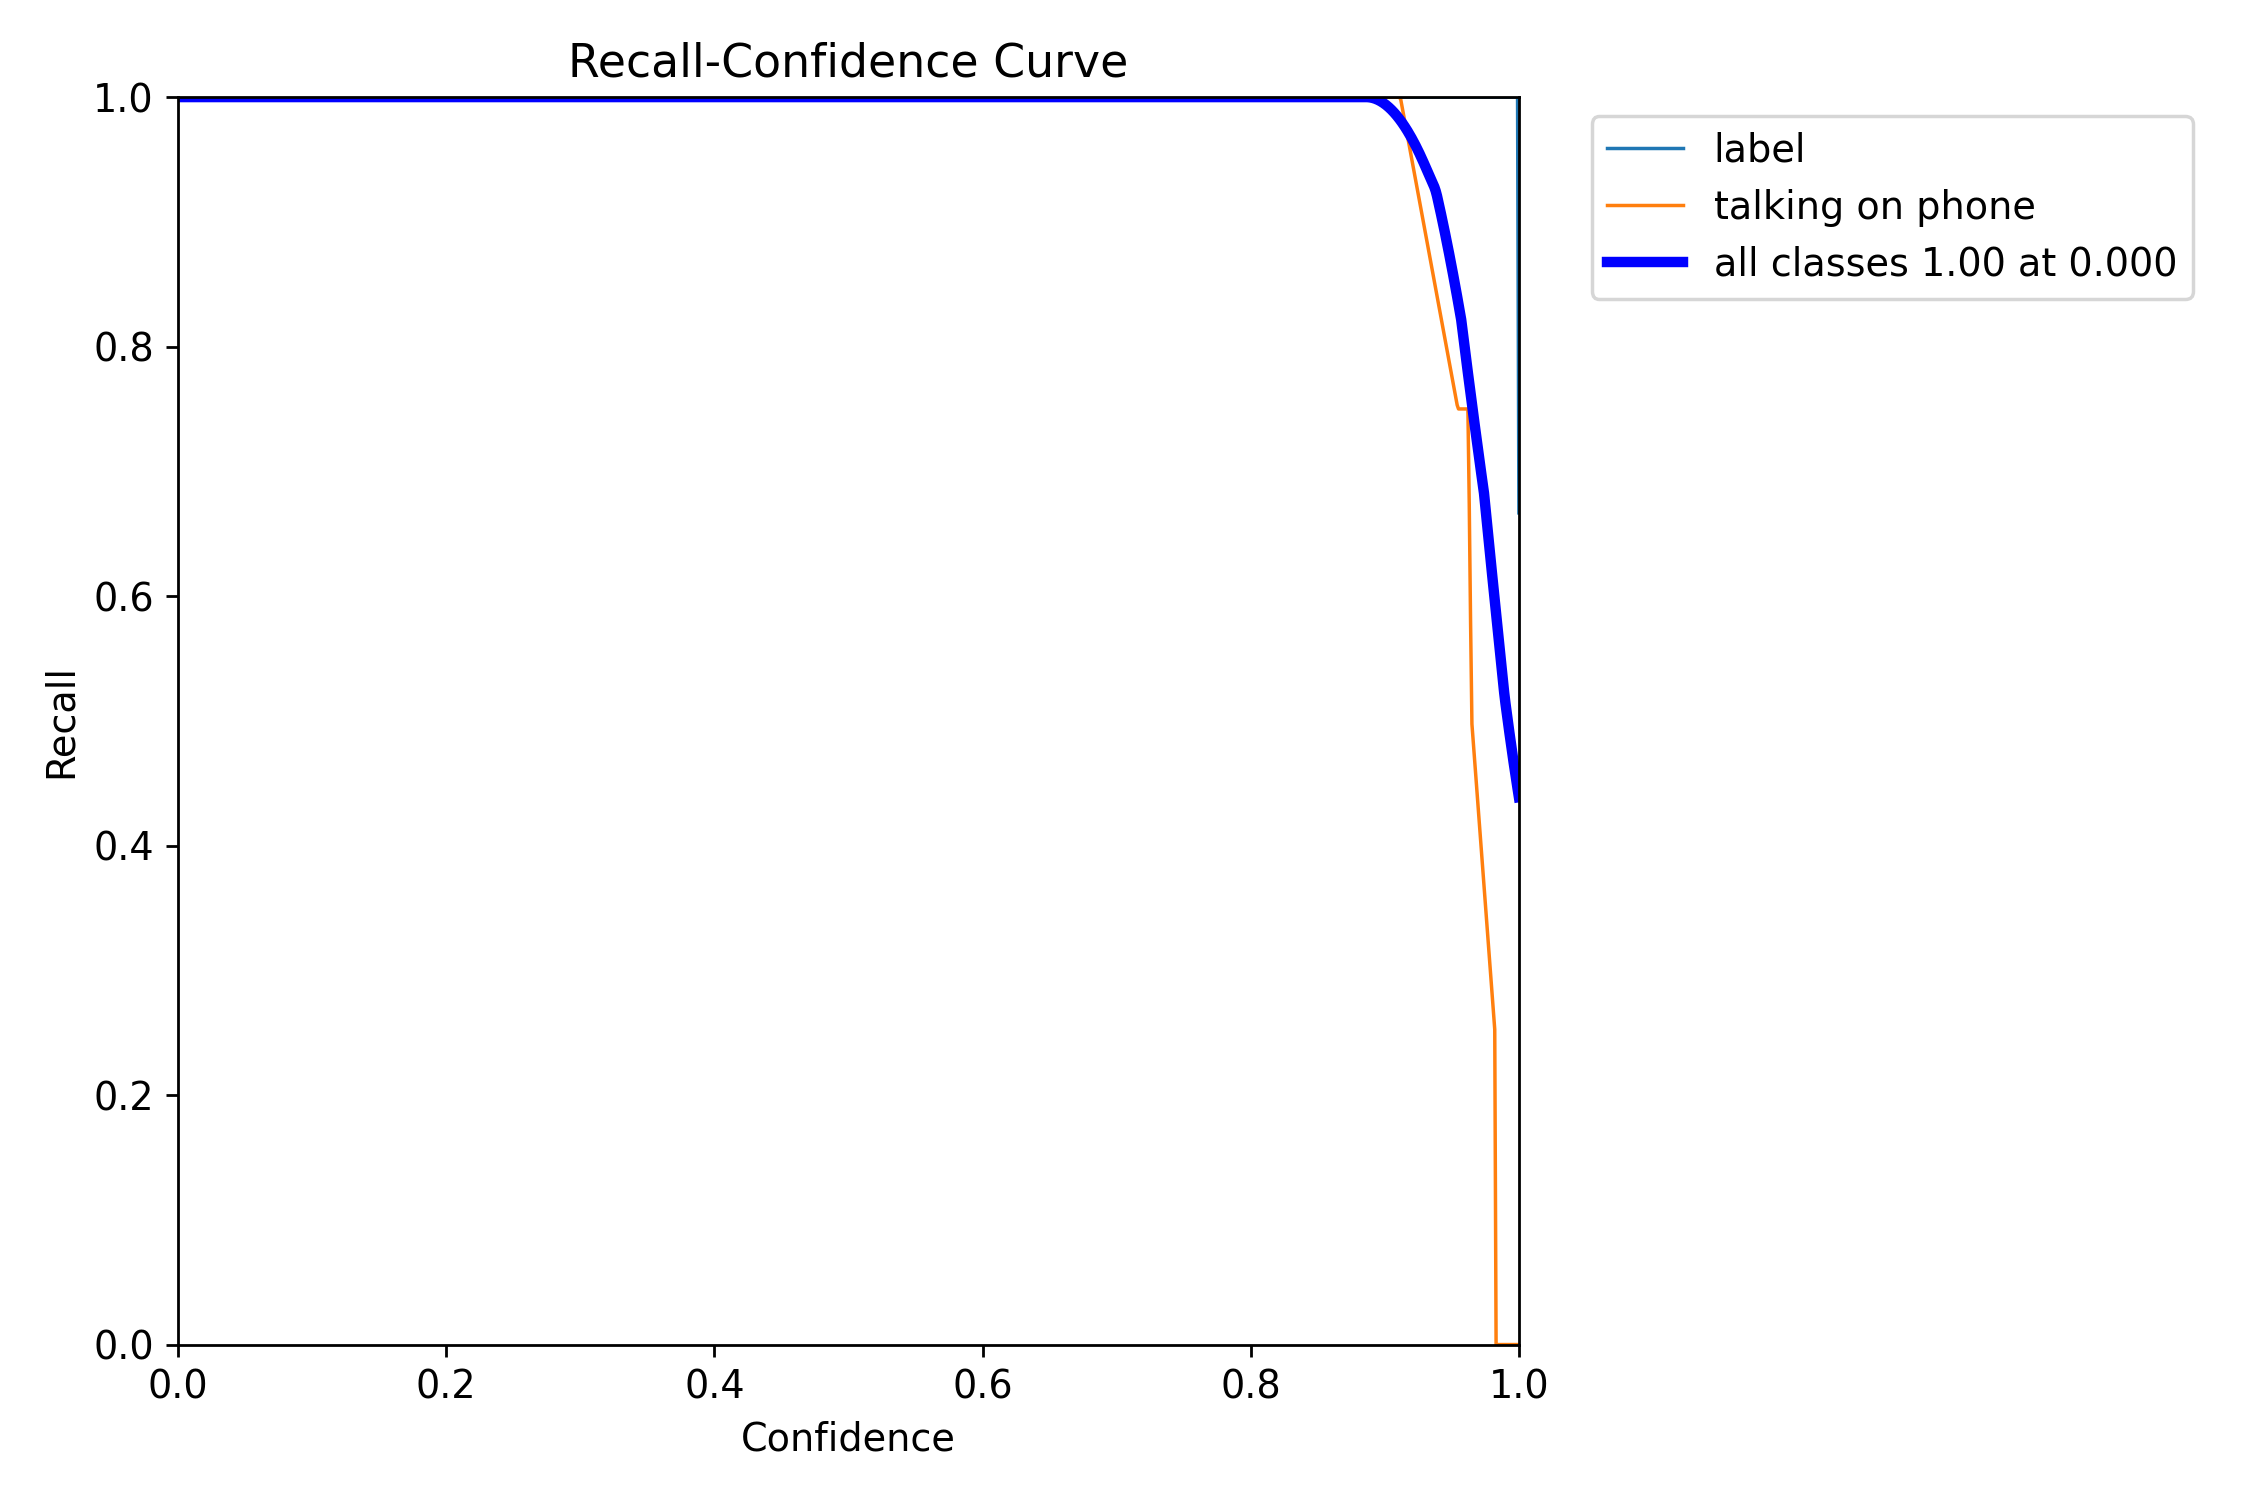 Recall-Confidence Curve
1.0
0.8
0.6
0.4
0.2
0.0
Recall
0.0 0.2 0.4 0.6 0.8 1.0
Confidence
label
talking on phone
all classes 1.00 at 0.000